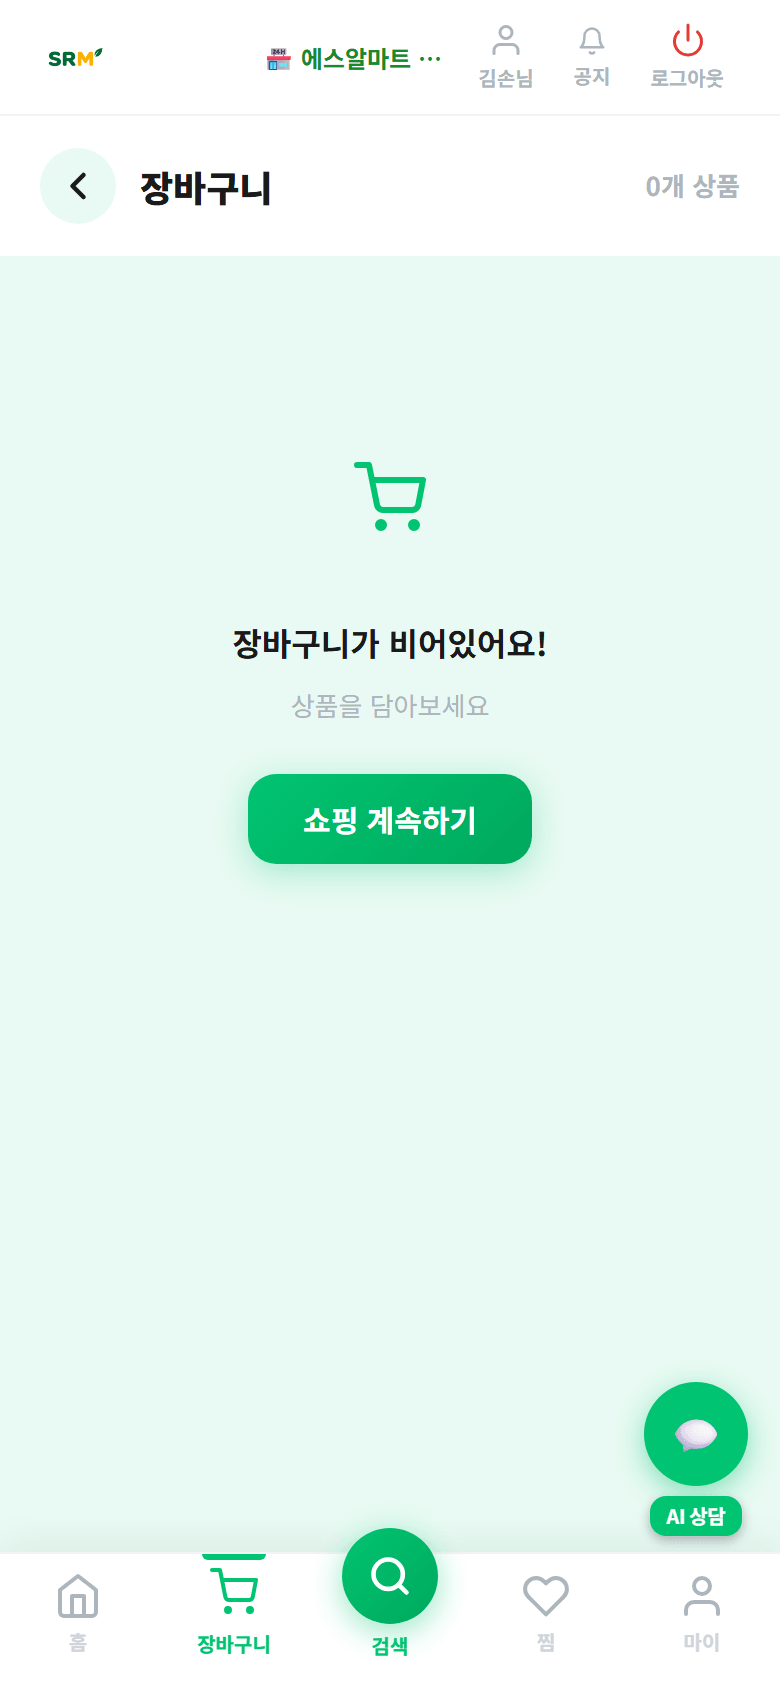 SRM
에스알마트 ...
김손님
공지
로그아웃
장바구니
0개 상품
장바구니가 비어있어요!
상품을 담아보세요
쇼핑 계속하기
AI 상담
홈
장바구니
검색
찜
마이